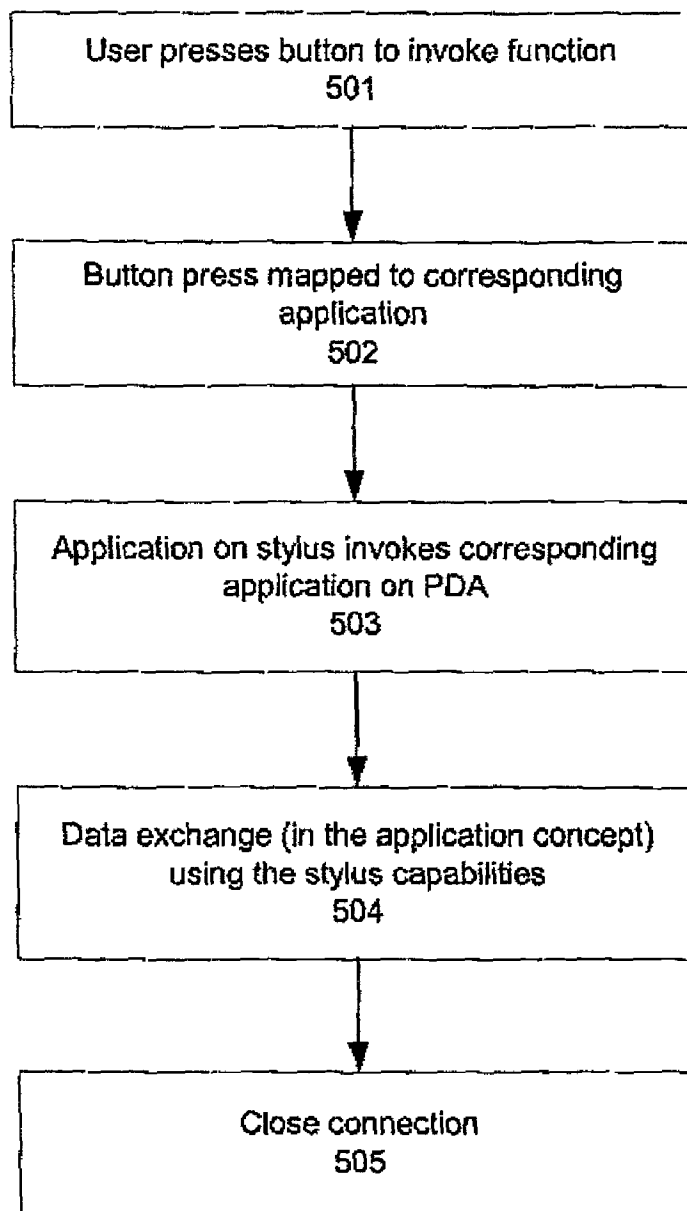 User presses button to invoke function
501
Button press mapped to corresponding
application
502
Application on stylus invokes corresponding
application on PDA
503
Data exchange (in the application concept)
using the stylus capabilities
504
Close connection
505